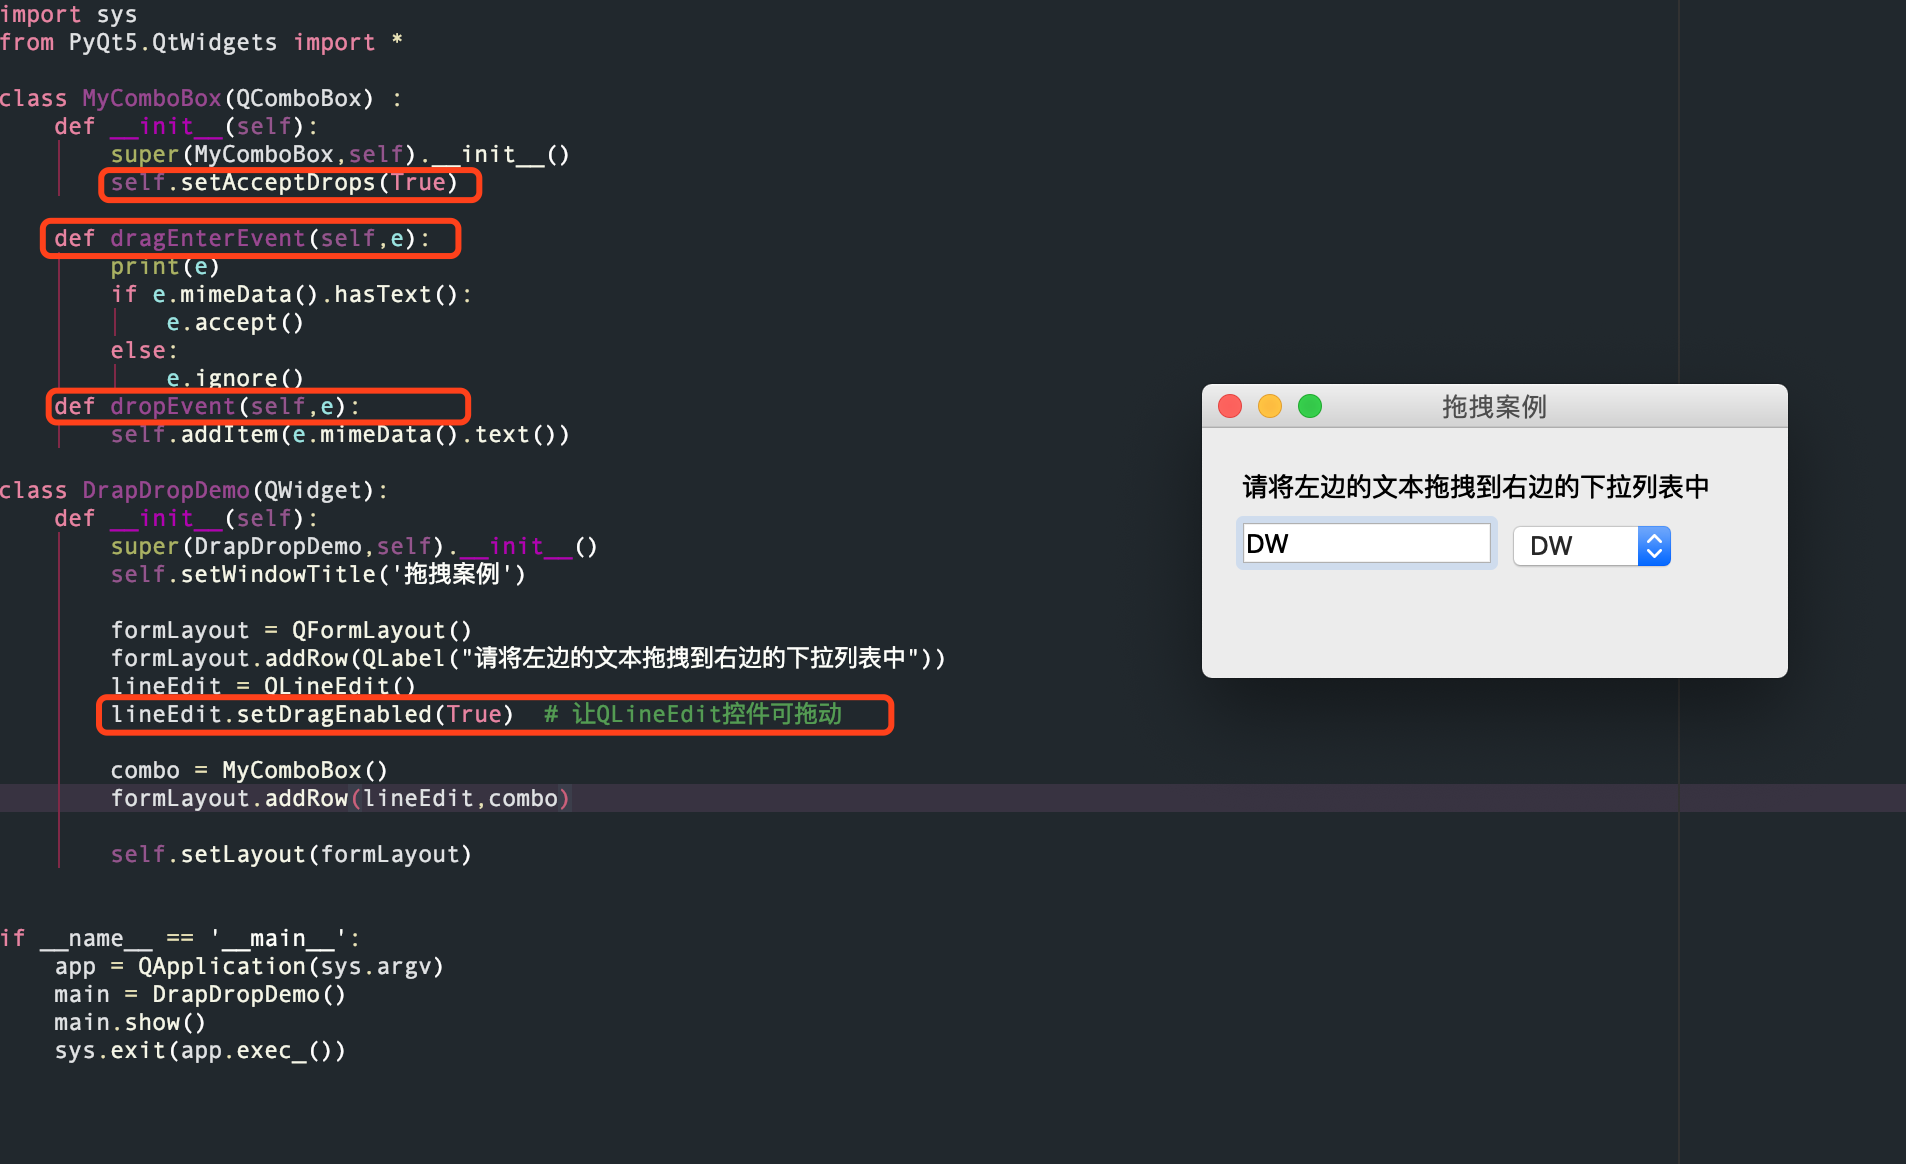 import sys
from PyQt5.QtWidgets import *
class MyComboBox(QComboBox) :
    def __init__(self):
        super(MyComboBox,self).__init__()
        self.setAcceptDrops(True)
    def dragEnterEvent(self,e):
        print(e)
        if e.mimeData().hasText():
            e.accept()
        else:
            e.ignore()
    def dropEvent(self,e):
        self.addItem(e.mimeData().text())
class DrapDropDemo(QWidget):
    def __init__(self):
        super(DrapDropDemo,self).__init__()
        self.setWindowTitle('拖拽案例')
        formLayout = QFormLayout()
        formLayout.addRow(QLabel("请将左边的文本拖拽到右边的下拉列表中"))
        lineEdit = QLineEdit()
        lineEdit.setDragEnabled(True)  # 让QLineEdit控件可拖动
        combo = MyComboBox()
        formLayout.addRow(lineEdit,combo)
        self.setLayout(formLayout)
if __name__ == '__main__':
    app = QApplication(sys.argv)
    main = DrapDropDemo()
    main.show()
    sys.exit(app.exec_())
拖拽案例
请将左边的文本拖拽到右边的下拉列表中
DW DW